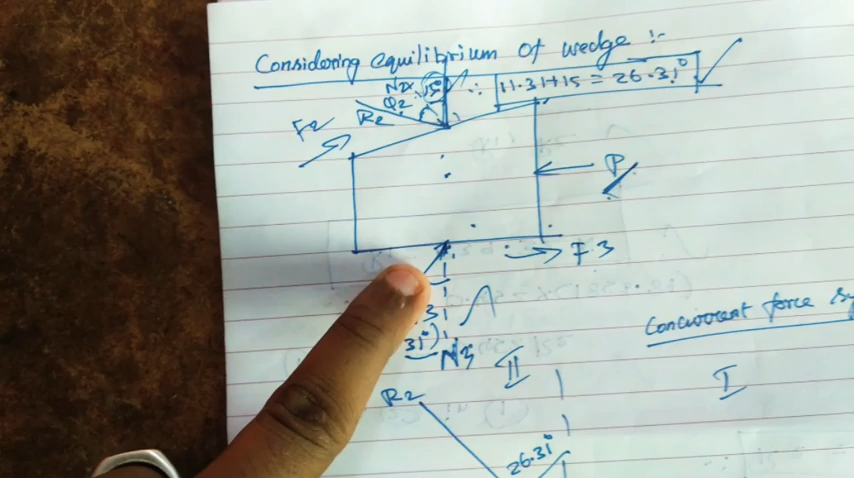 Considering equilibrium of wedge :-
N2
15°
∴ 11.31+15 = 26.31°
Q2
R2
F2
P
F3
.31
31°)
N3
II
Concurrent force
I
R2
26.31°